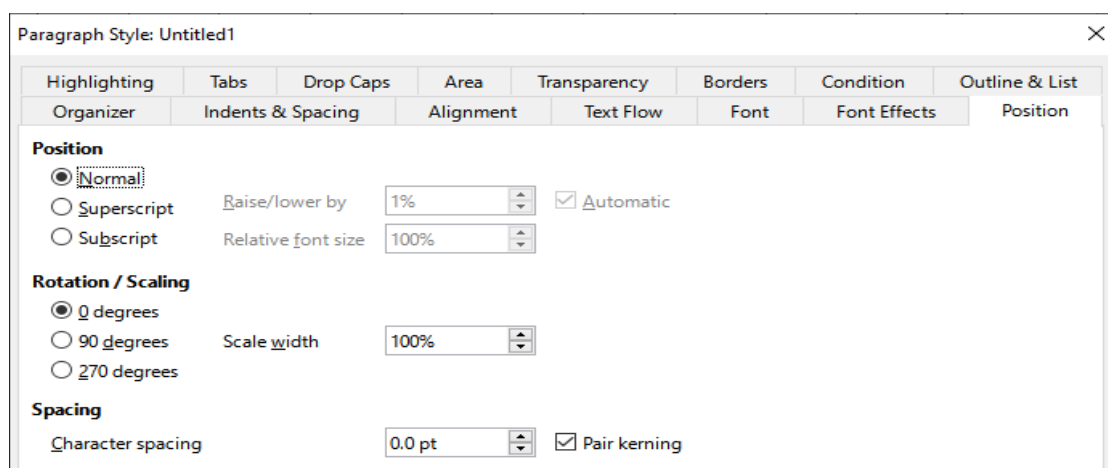 Paragraph Style: Untitled1
Highlighting Tabs Drop Caps Area Transparency Borders Condition Outline & List
Organizer Indents & Spacing Alignment Text Flow Font Font Effects Position
Position
Normal
Superscript Raise/lower by 1% Automatic
Subscript Relative font size 100%
Rotation / Scaling
0 degrees
90 degrees Scale width 100%
270 degrees
Spacing
Character spacing 0.0 pt Pair kerning